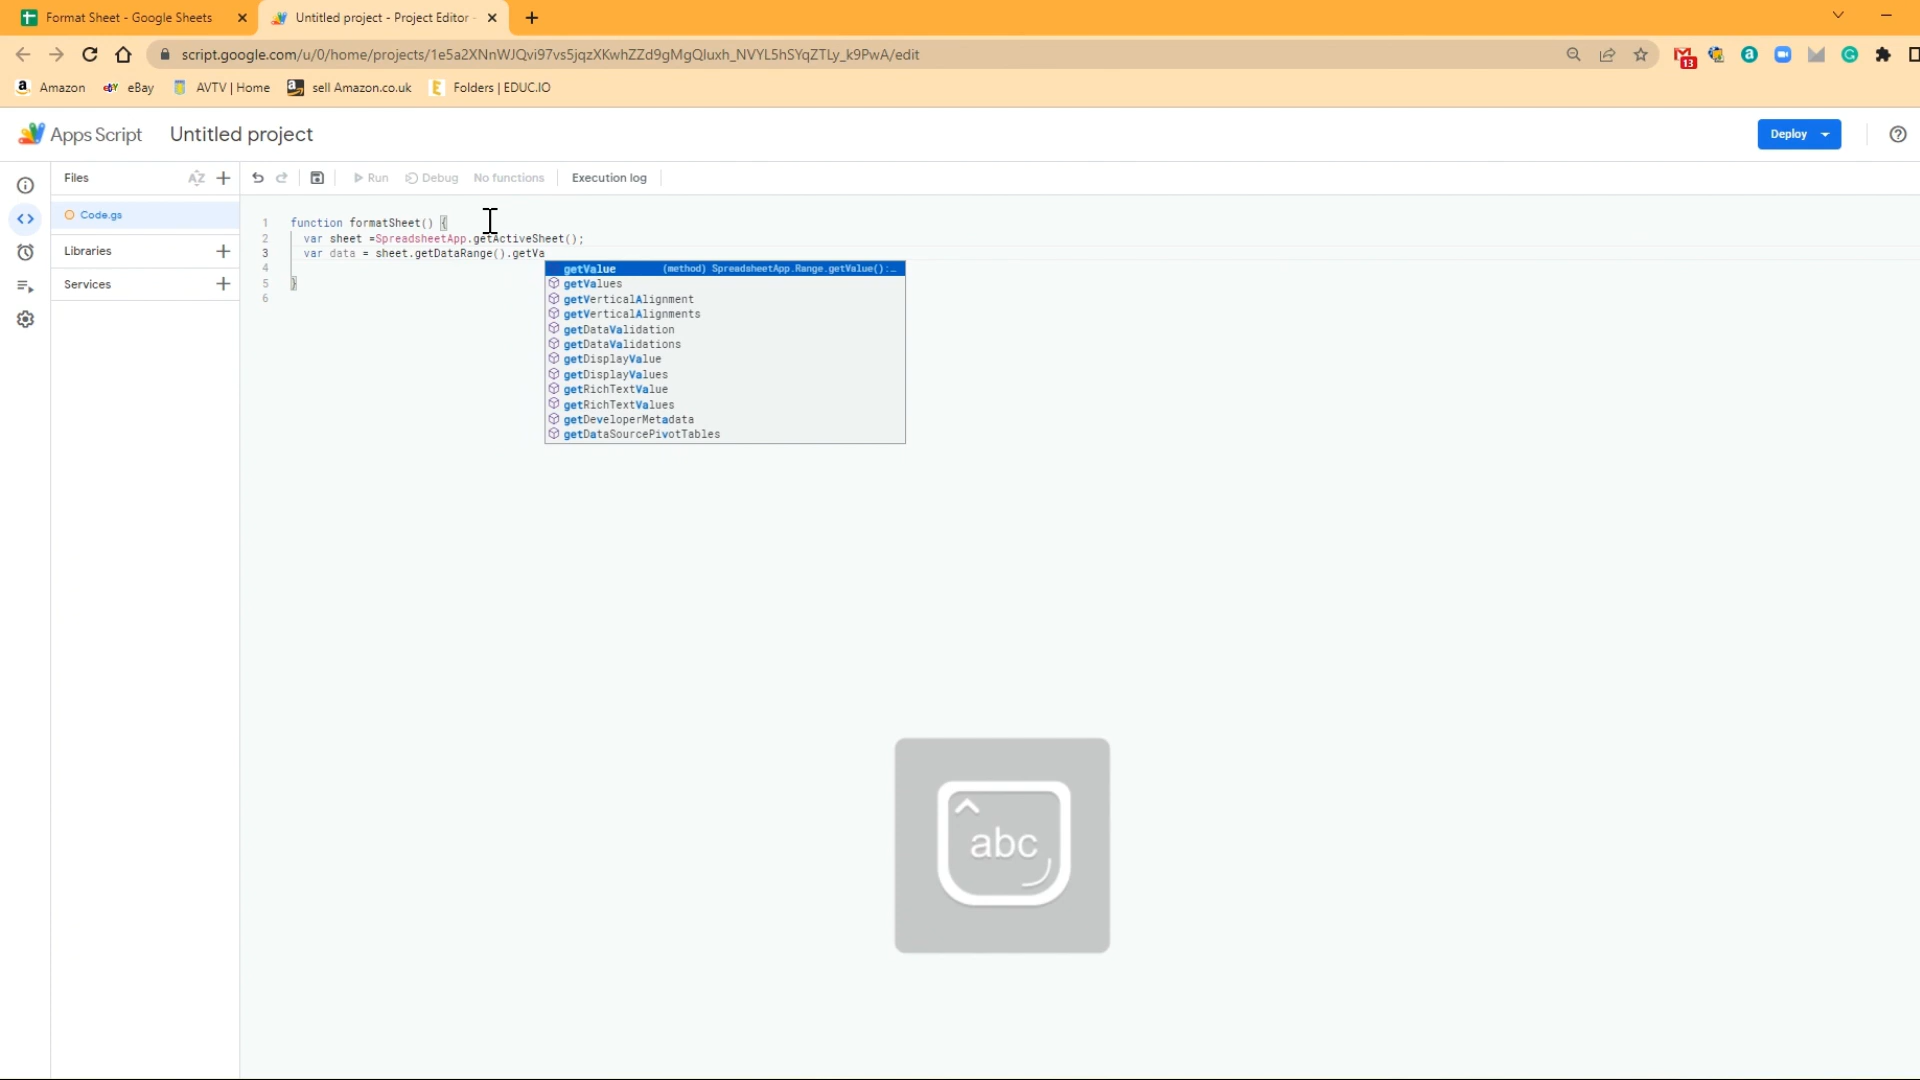 Format Sheet - Google Sheets
Untitled project - Project Editor -
script.google.com/u/0/home/projects/1e5a2XNnWJQvi97vs5jqzXKwhZZd9gMgQluxh_NVYL5hSYqZTLy_k9PwA/edit
13
Amazon eBay AVTV | Home sell Amazon.co.uk Folders | EDUC.IO
Apps Script Untitled project Deploy
Files AZ Run Debug No functions Execution log
Code.gs
Libraries
Services
1 function formatSheet() {
2 var sheet =SpreadsheetApp.getActiveSheet();
3 var data = sheet.getDataRange().getVa
4
5 }
6
getValue (method) SpreadsheetApp.Range.getValue():…
getValues
getVerticalAlignment
getVerticalAlignments
getDataValidation
getDataValidations
getDisplayValue
getDisplayValues
getRichTextValue
getRichTextValues
getDeveloperMetadata
getDataSourcePivotTables
abc